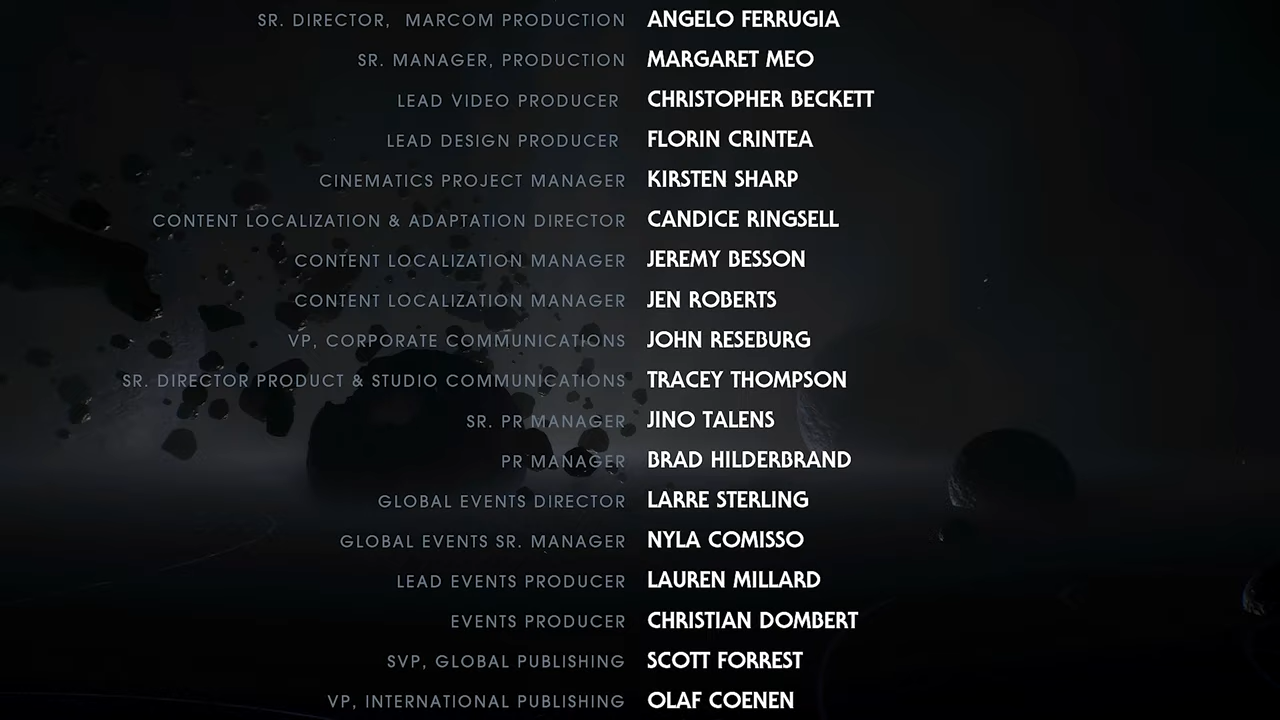 SR. DIRECTOR, MARCOM PRODUCTION ANGELO FERRUGIA
SR. MANAGER, PRODUCTION MARGARET MEO
LEAD VIDEO PRODUCER CHRISTOPHER BECKETT
LEAD DESIGN PRODUCER FLORIN CRINTEA
CINEMATICS PROJECT MANAGER KIRSTEN SHARP
CONTENT LOCALIZATION & ADAPTATION DIRECTOR CANDICE RINGSELL
CONTENT LOCALIZATION MANAGER JEREMY BESSON
CONTENT LOCALIZATION MANAGER JEN ROBERTS
VP, CORPORATE COMMUNICATIONS JOHN RESEBURG
SR. DIRECTOR PRODUCT & STUDIO COMMUNICATIONS TRACEY THOMPSON
SR. PR MANAGER JINO TALENS
PR MANAGER BRAD HILDERBRAND
GLOBAL EVENTS DIRECTOR LARRE STERLING
GLOBAL EVENTS SR. MANAGER NYLA COMISSO
LEAD EVENTS PRODUCER LAUREN MILLARD
EVENTS PRODUCER CHRISTIAN DOMBERT
SVP, GLOBAL PUBLISHING SCOTT FORREST
VP, INTERNATIONAL PUBLISHING OLAF COENEN